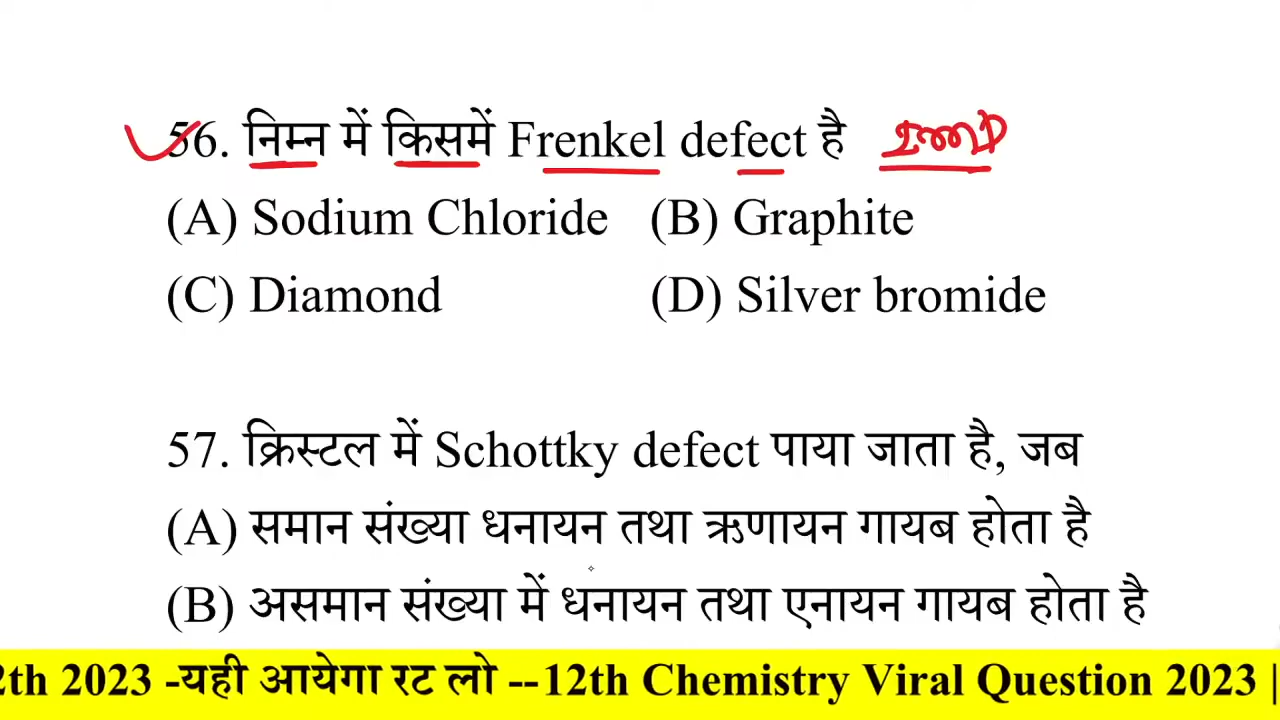 56. निम्न में किसमें Frenkel defect है Imp
(A) Sodium Chloride (B) Graphite
(C) Diamond (D) Silver bromide
57. क्रिस्टल में Schottky defect पाया जाता है, जब
(A) समान संख्या धनायन तथा ऋणायन गायब होता है
(B) असमान संख्या में धनायन तथा एनायन गायब होता है
2th 2023 -यही आयेगा रट लो --12th Chemistry Viral Question 2023 |